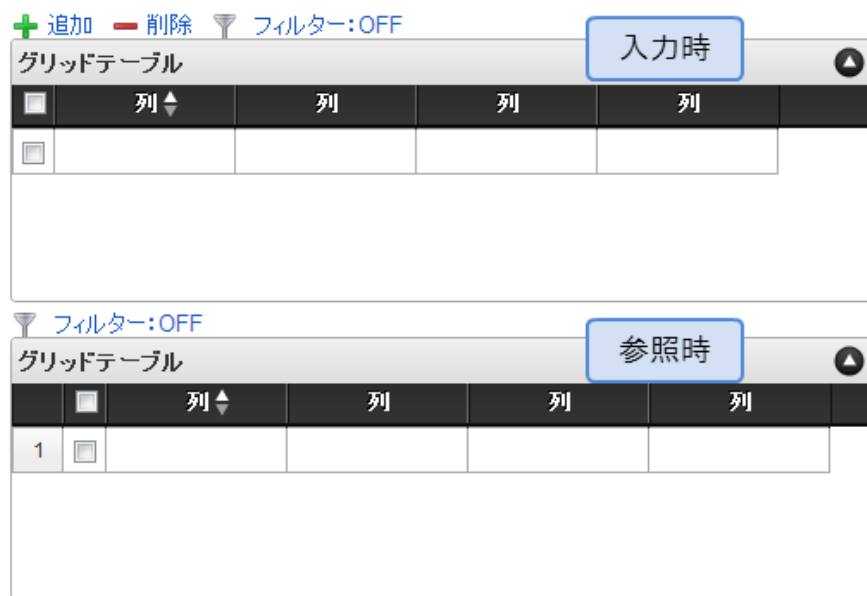 追加 削除 フィルター：OFF
グリッドテーブル 入力時
列 列 列 列
フィルター：OFF
グリッドテーブル 参照時
列 列 列 列
1